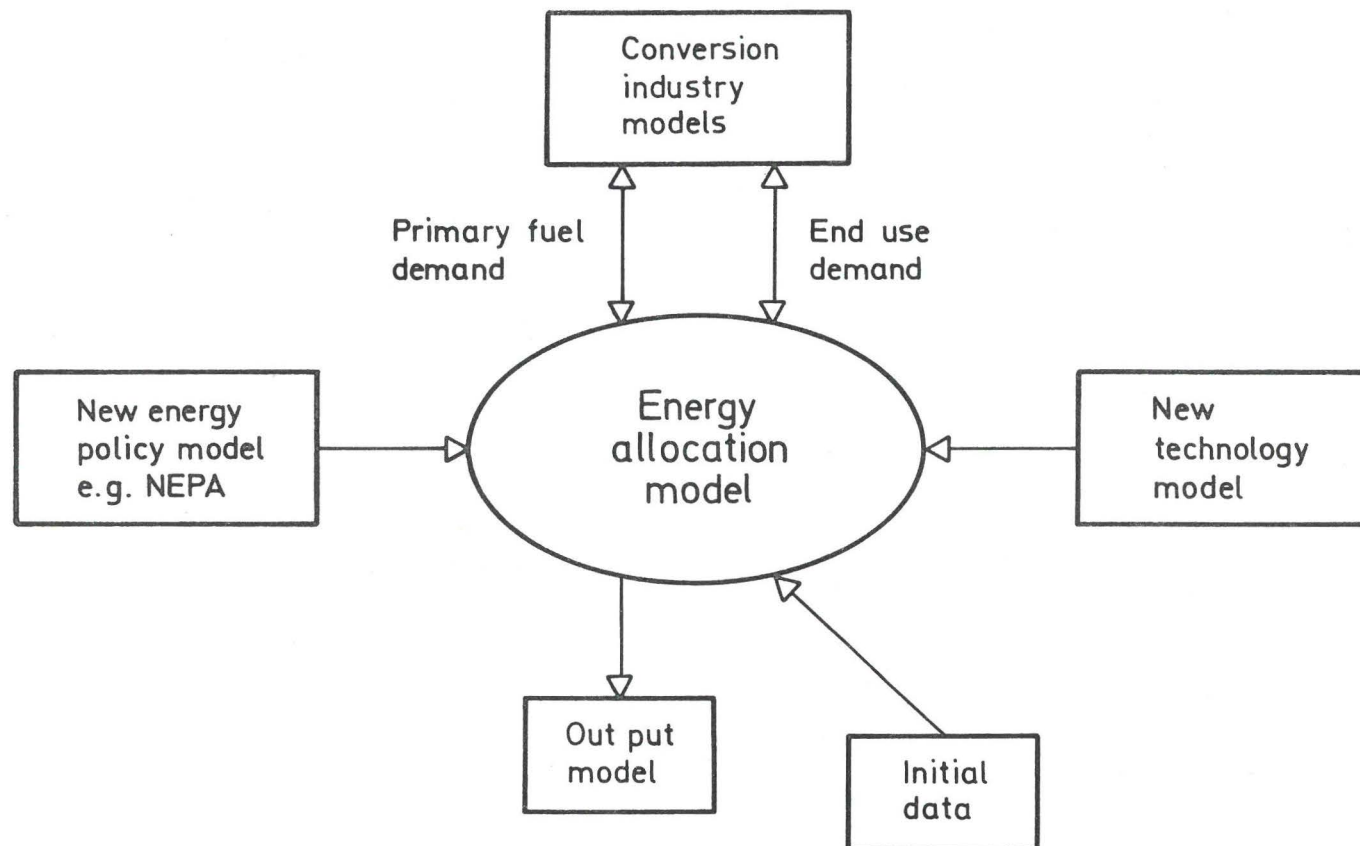 Conversion
industry
models
Primary fuel
demand
End use
demand
New energy
policy model
e.g. NEPA
Energy
allocation
model
New
technology
model
Out put
model
Initial
data